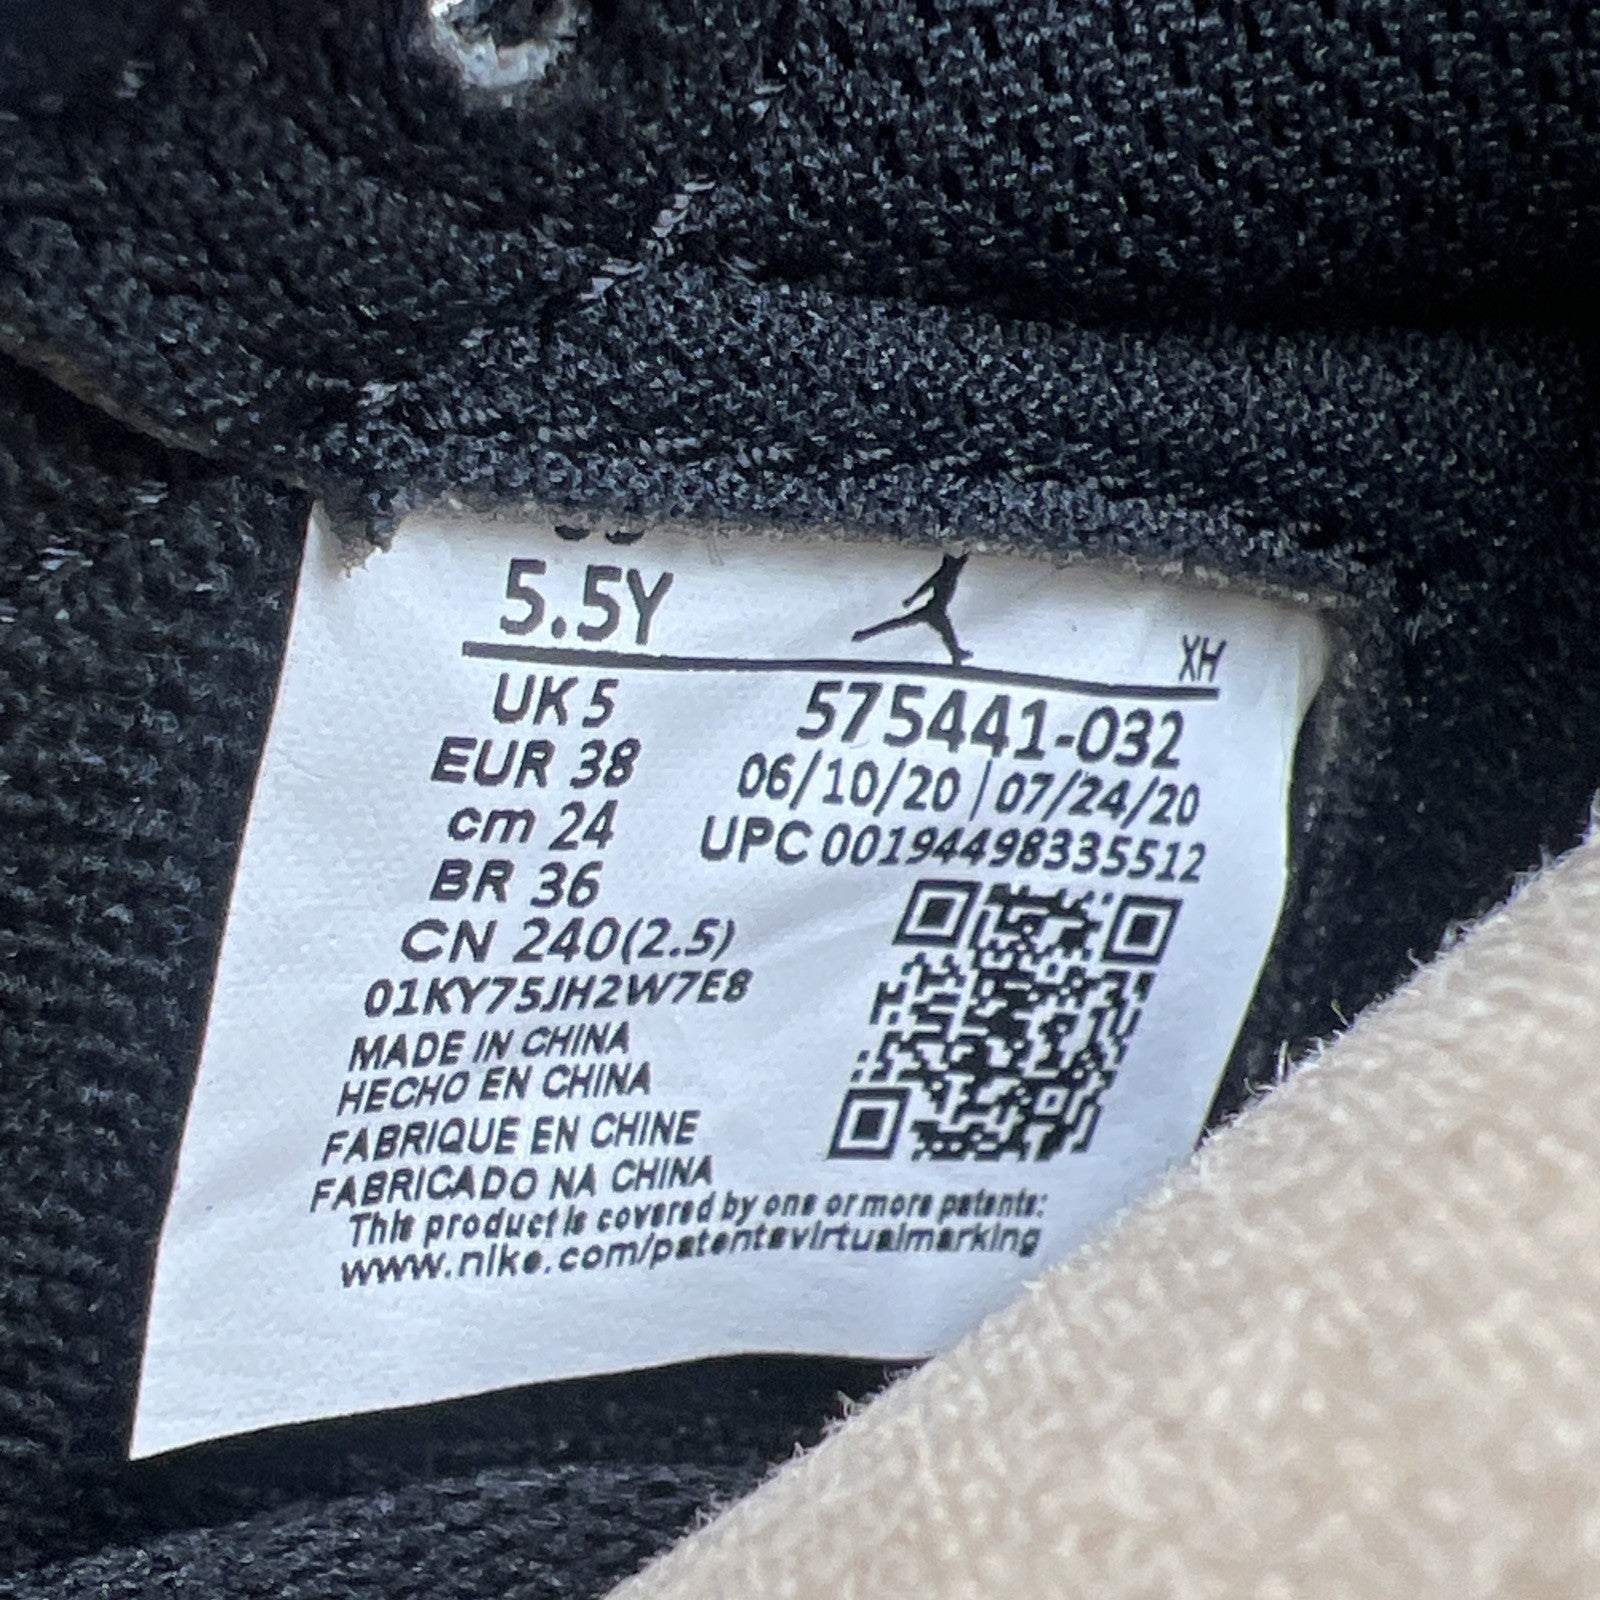 5.5Y
XH
UK 5
575441-032
EUR 38
06/10/20 | 07/24/20
cm 24
UPC 00194498335512
BR 36
CN 240(2.5)
01KY75JH2W7E8
MADE IN CHINA
HECHO EN CHINA
FABRIQUE EN CHINE
FABRICADO NA CHINA
This product is covered by one or more patents:
www.nike.com/patentsvirtualmarking